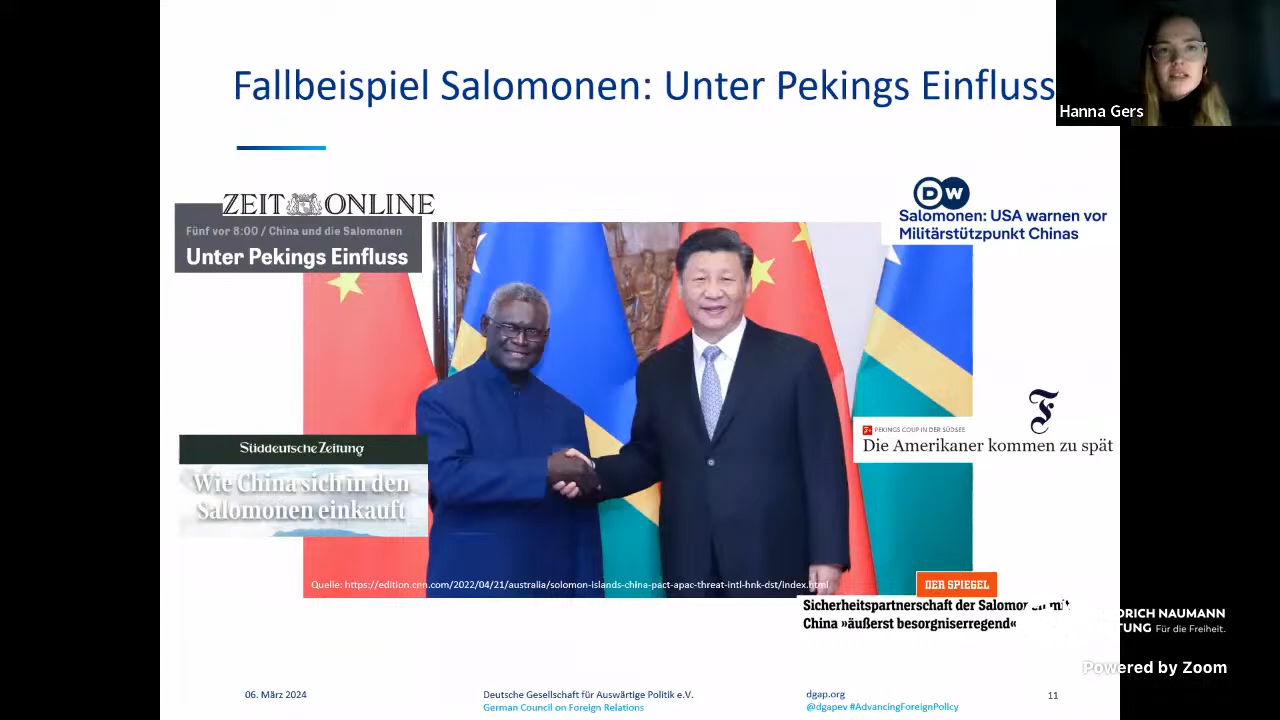 Fallbeispiel Salomonen: Unter Pekings Einfluss
Hanna Gers
ZEIT ONLINE
Fünf vor 8:00 / China und die Salomonen
Unter Pekings Einfluss
DW
Salomonen: USA warnen vor
Militärstützpunkt Chinas
Süddeutsche Zeitung
Wie China sich in den
Salomonen einkauft
F
F+ PEKINGS COUP IN DER SÜDSEE
Die Amerikaner kommen zu spät
Quelle: https://edition.cnn.com/2022/04/21/australia/solomon-islands-china-pact-apac-threat-intl-hnk-dst/index.html
DER SPIEGEL
Sicherheitspartnerschaft der Salomonen mit
China »äußerst besorgniserregend«
DRICH NAUMANN
TUNG Für die Freiheit.
Powered by Zoom
06. März 2024
Deutsche Gesellschaft für Auswärtige Politik e.V.
German Council on Foreign Relations
dgap.org
@dgapev #AdvancingForeignPolicy
11